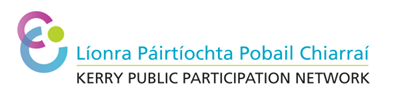 Líonra Páirtíochta Pobail Chiarraí
KERRY PUBLIC PARTICIPATION NETWORK